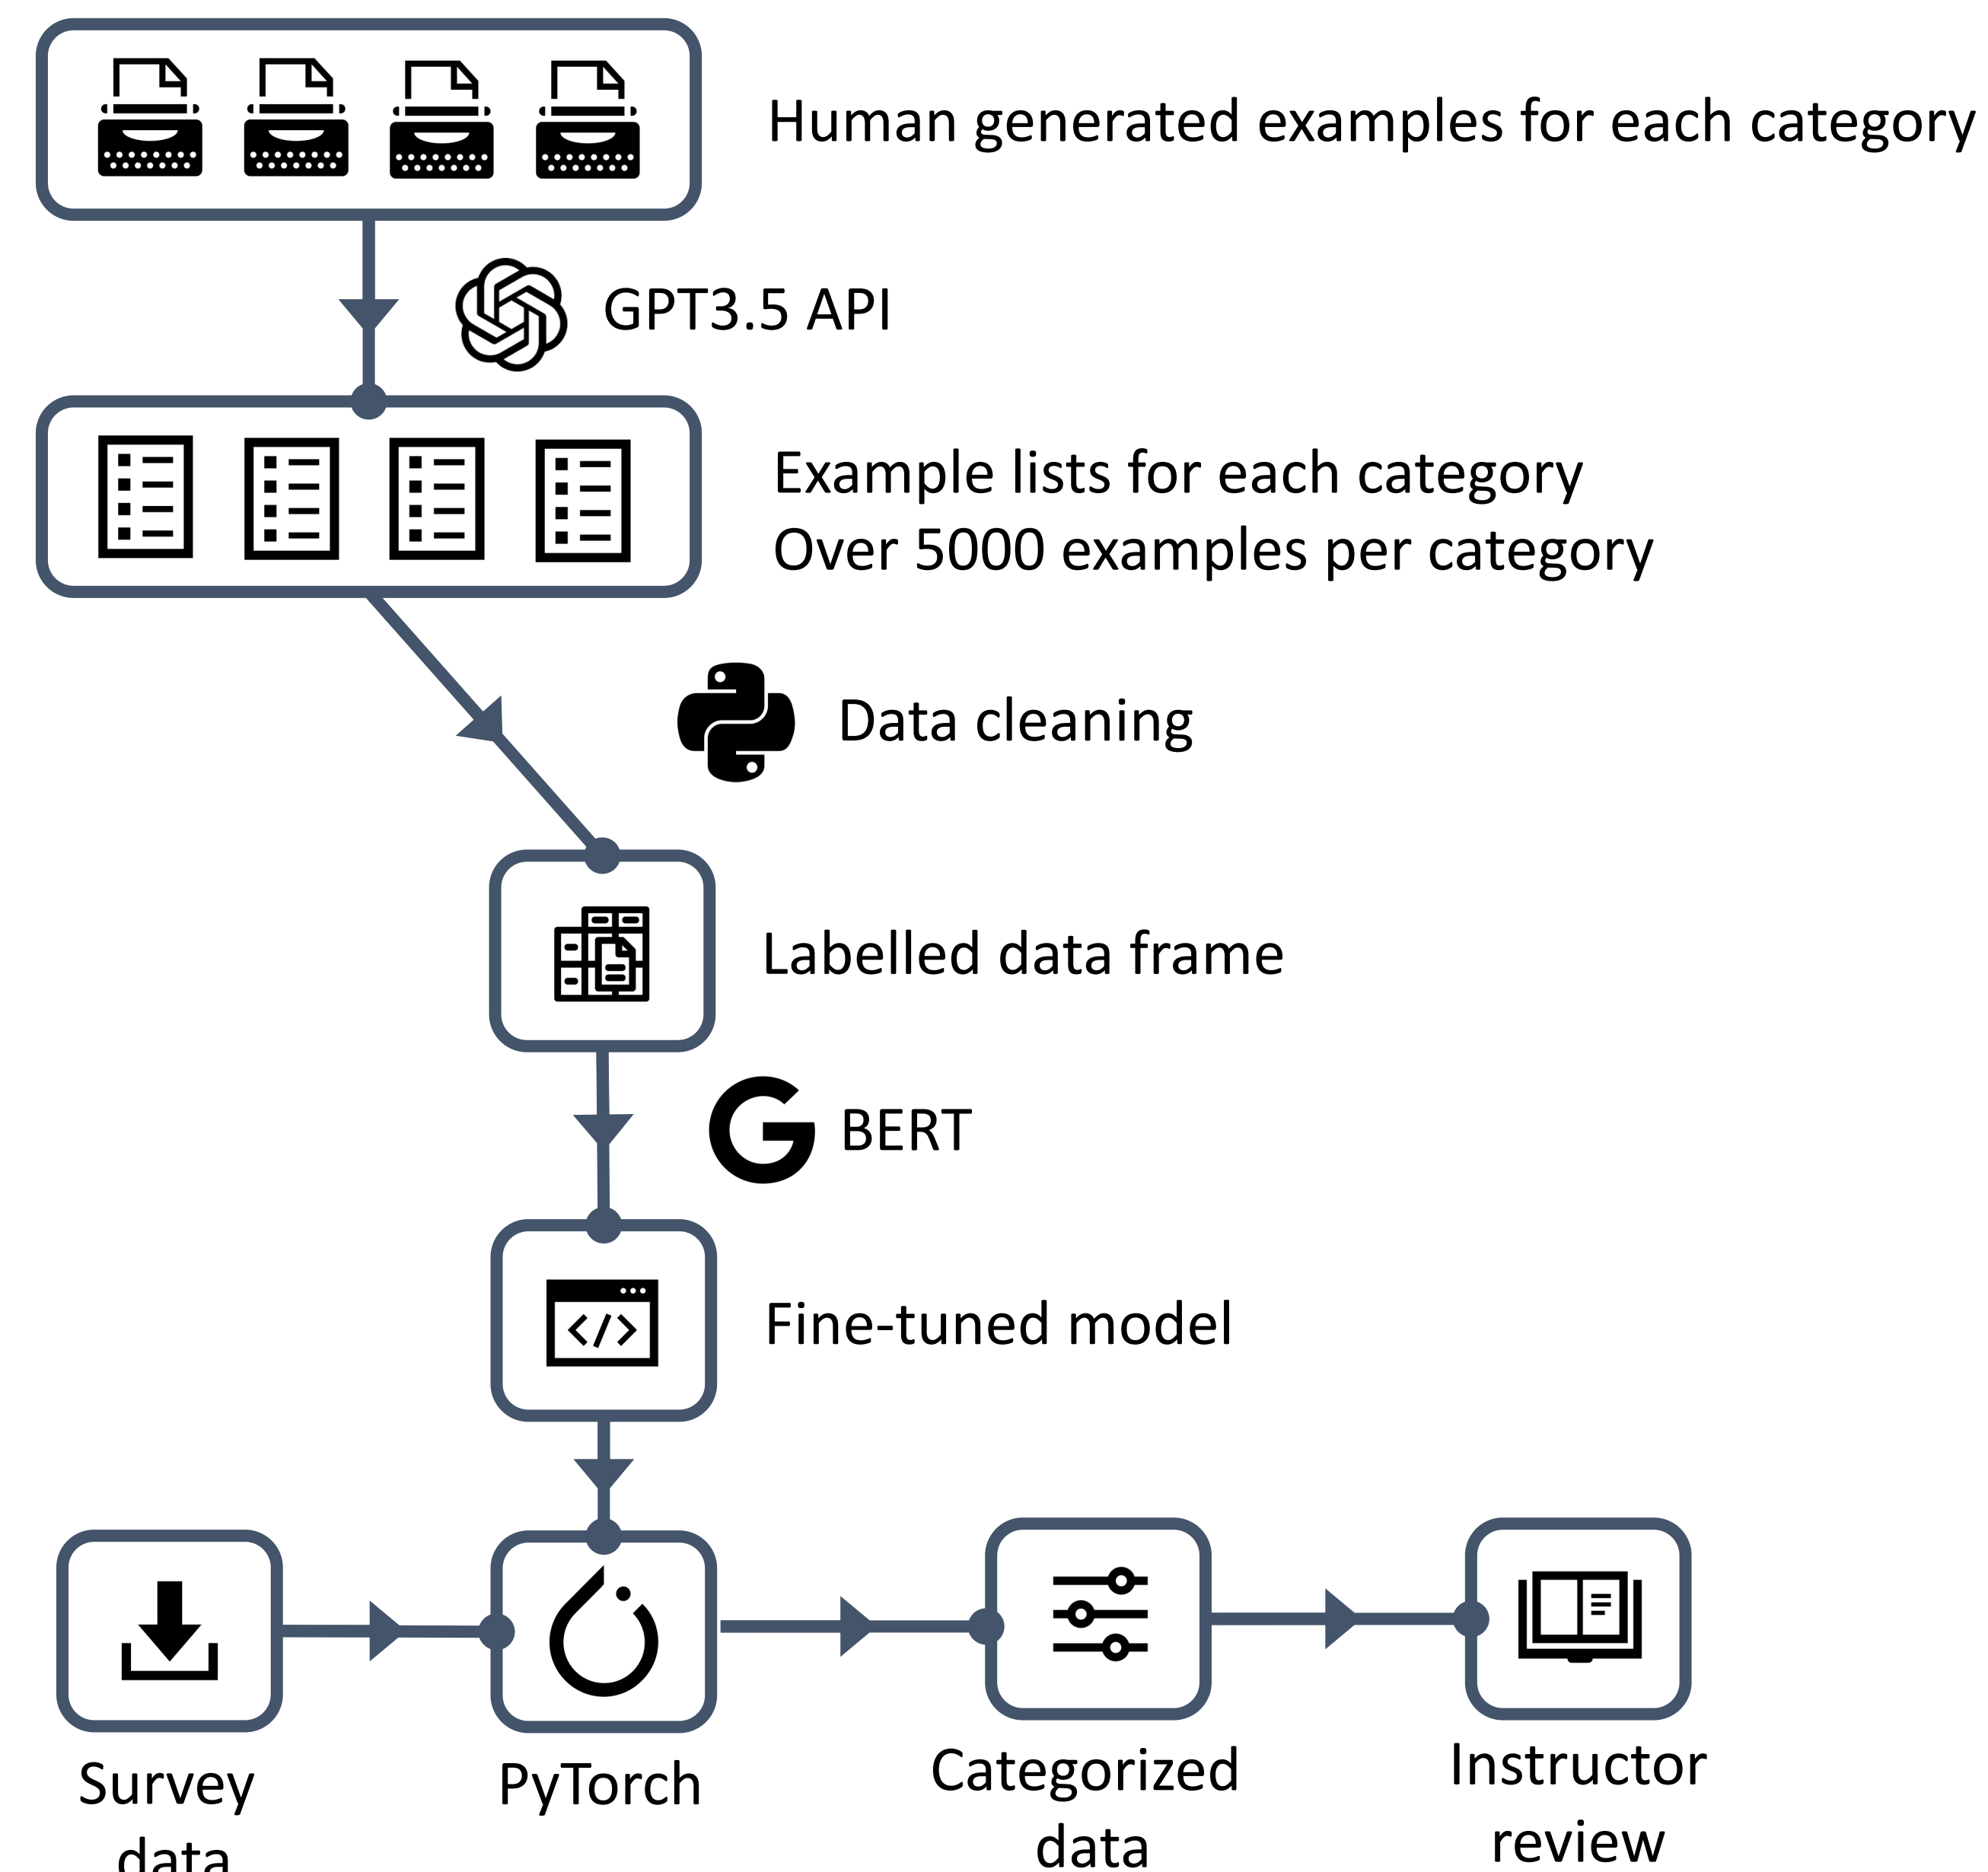 Human generated examples for each category
GPT3.5 API
Example lists for each category
Over 5000 examples per category
Data cleaning
Labelled data frame
BERT
Fine-tuned model
Survey
data
PyTorch
Categorized
data
Instructor
review